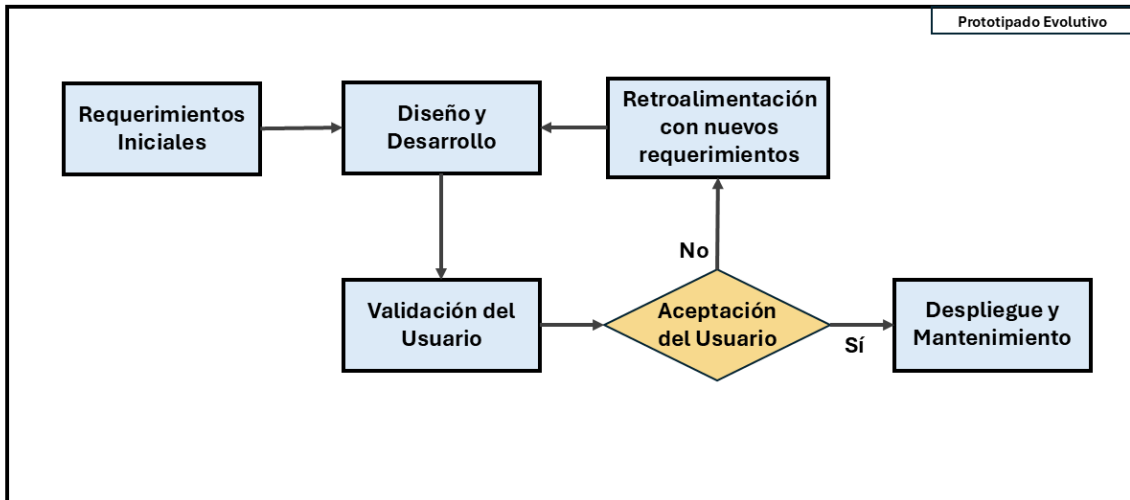 Prototipado Evolutivo
Requerimientos
Iniciales
Diseño y
Desarrollo
Retroalimentación
con nuevos
requerimientos
No
Validación del
Usuario
Aceptación
del Usuario
Sí
Despliegue y
Mantenimiento